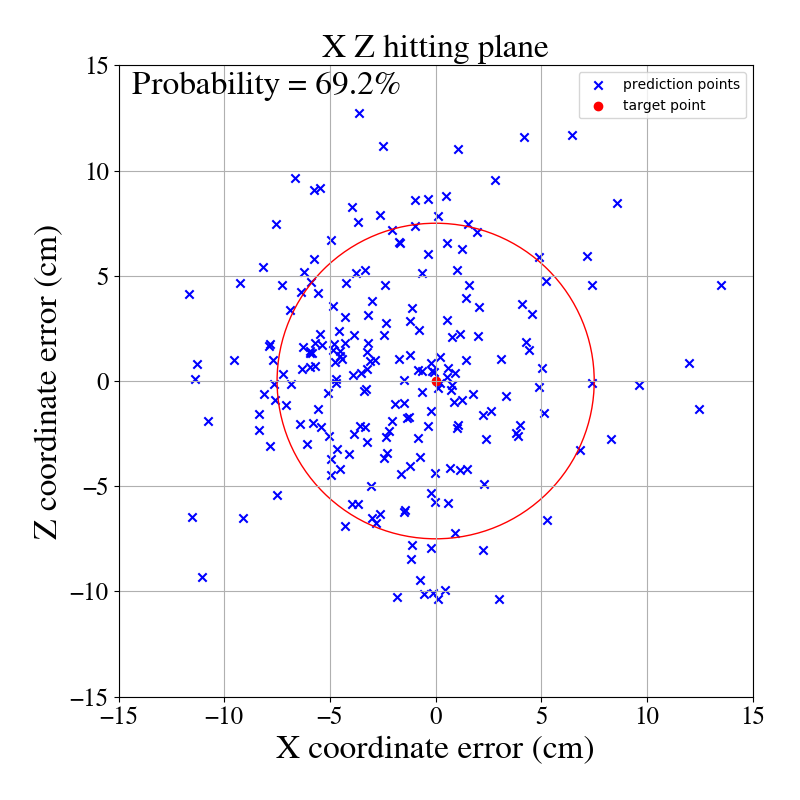 X Z hitting plane
Probability = 69.2%
prediction points
target point
15
10
5
0
−5
−10
−15
Z coordinate error (cm)
−15 −10 −5 0 5 10 15
X coordinate error (cm)